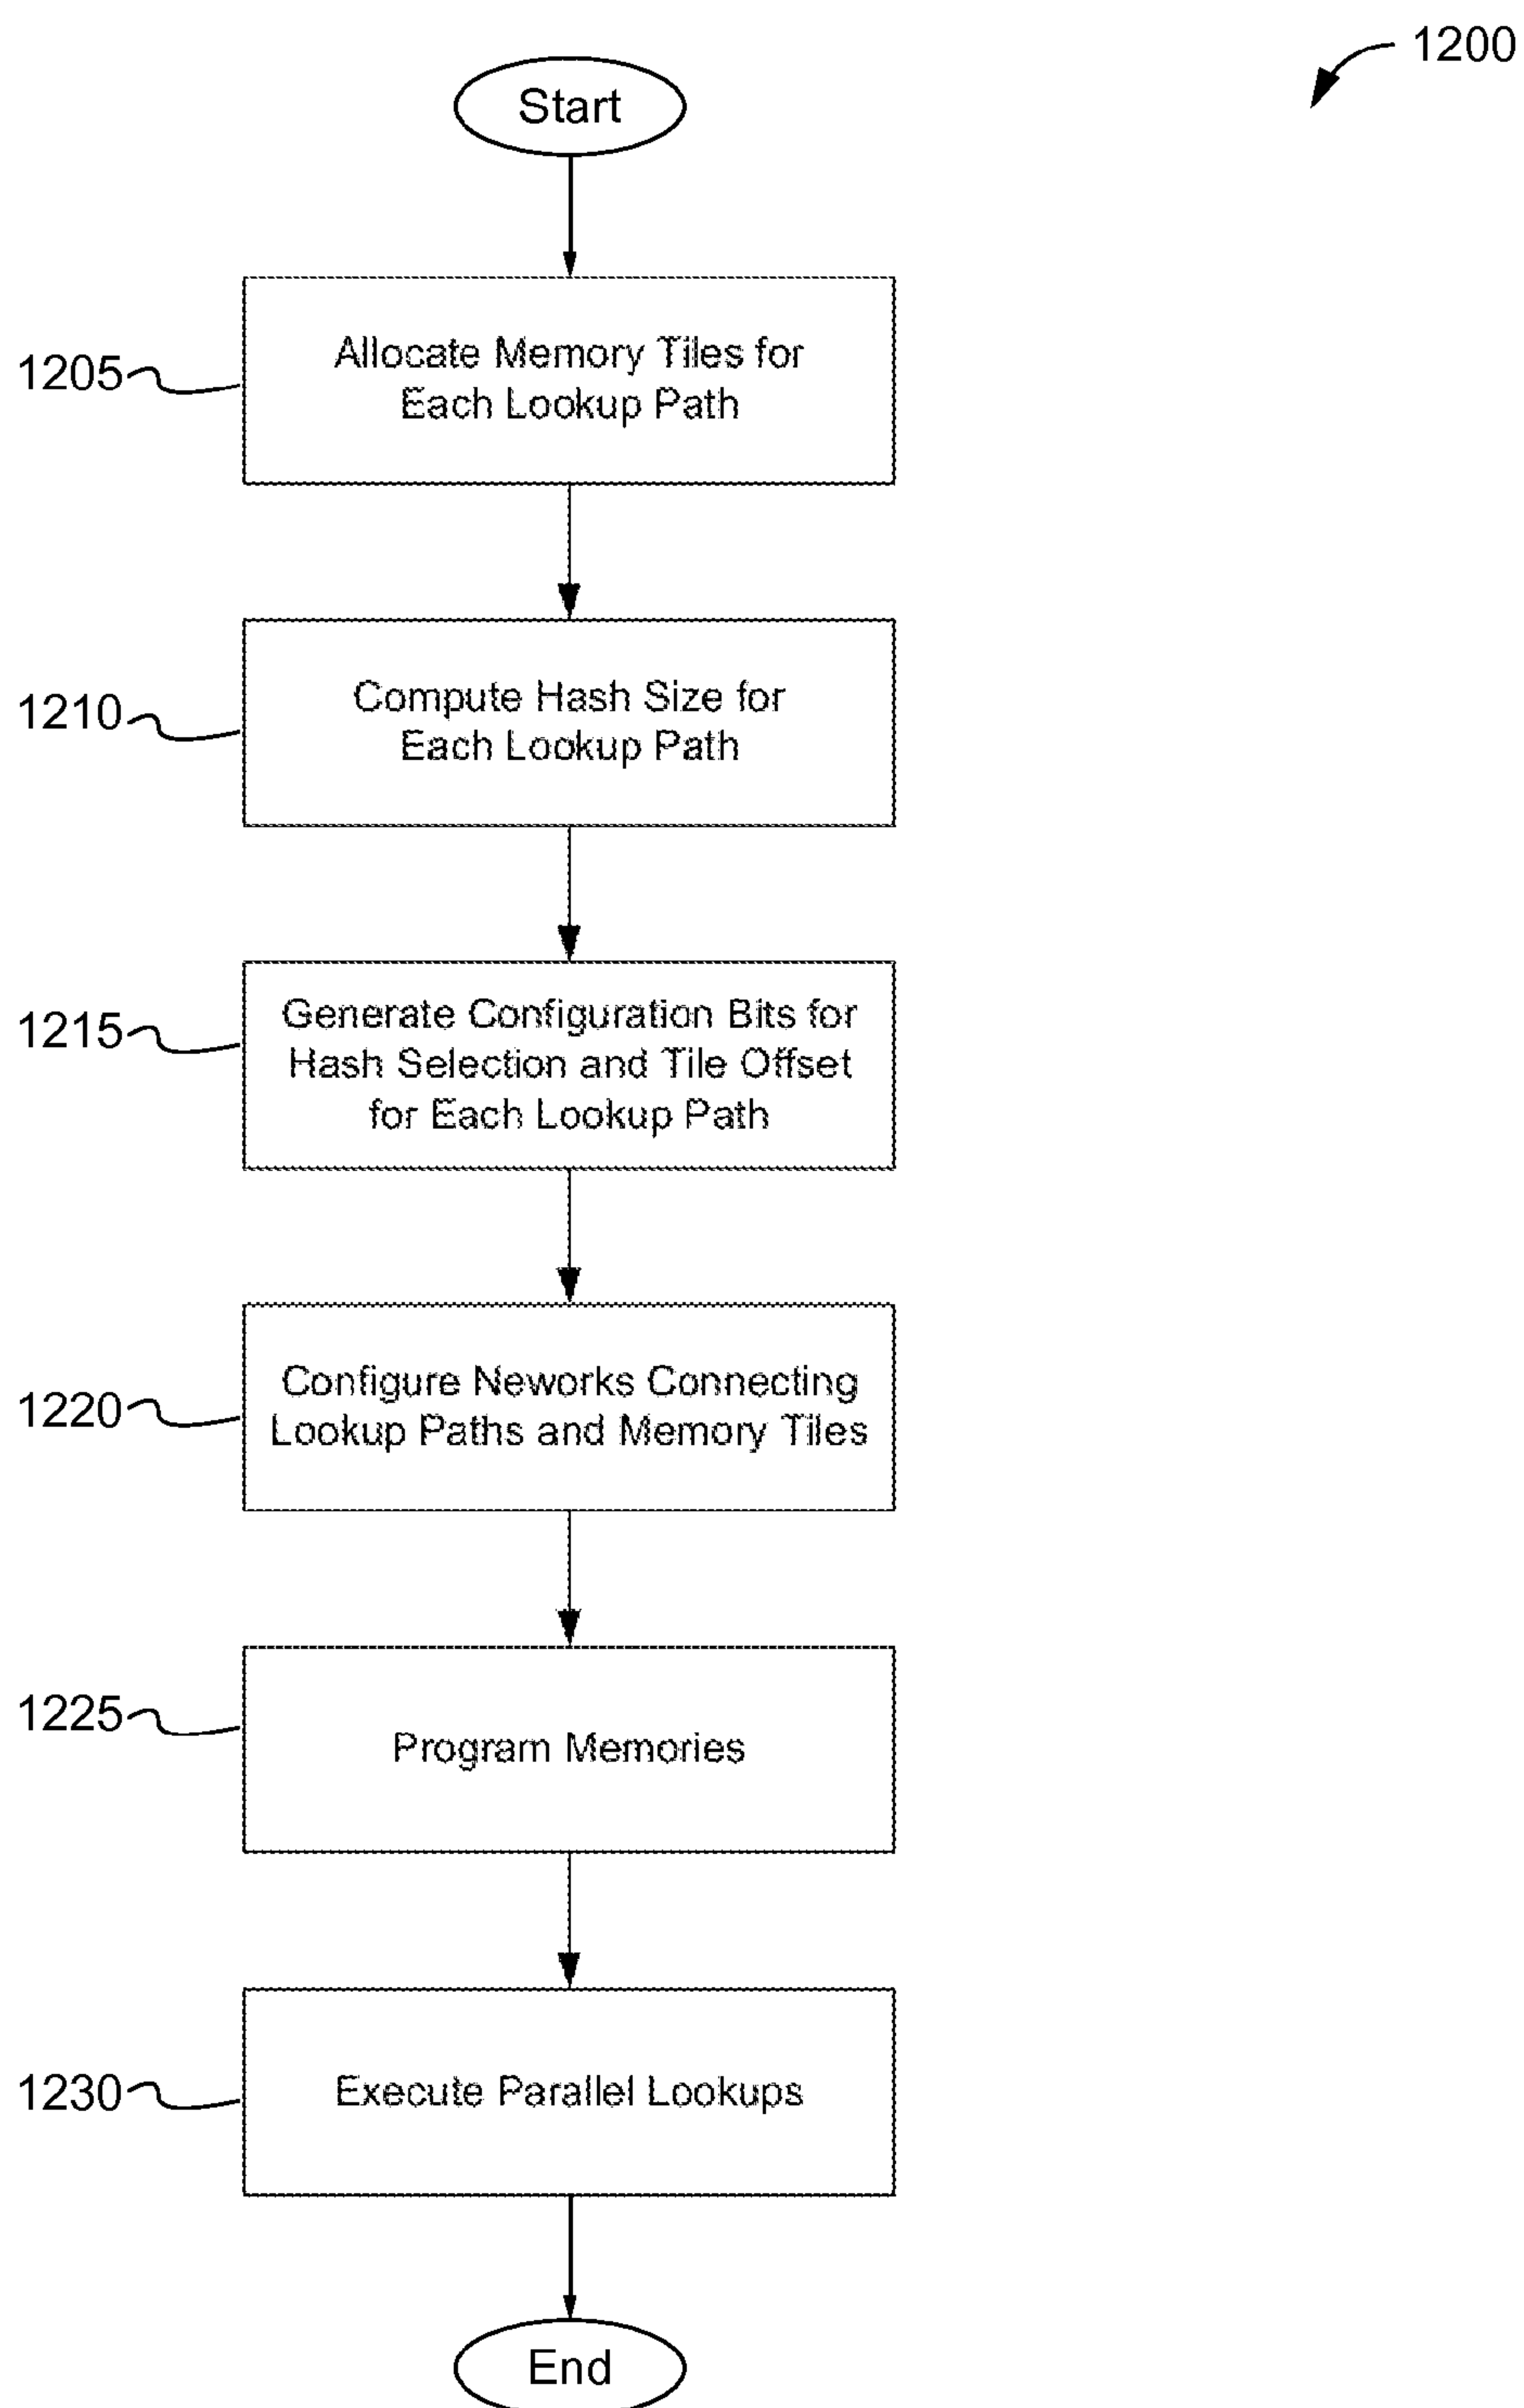 1200
Start
1205
Allocate Memory Tiles for
Each Lookup Path
1210
Compute Hash Size for
Each Lookup Path
1215
Generate Configuration Bits for
Hash Selection and Tile Offset
for Each Lookup Path
1220
Configure Neworks Connecting
Lookup Paths and Memory Tiles
1225
Program Memories
1230
Execute Parallel Lookups
End